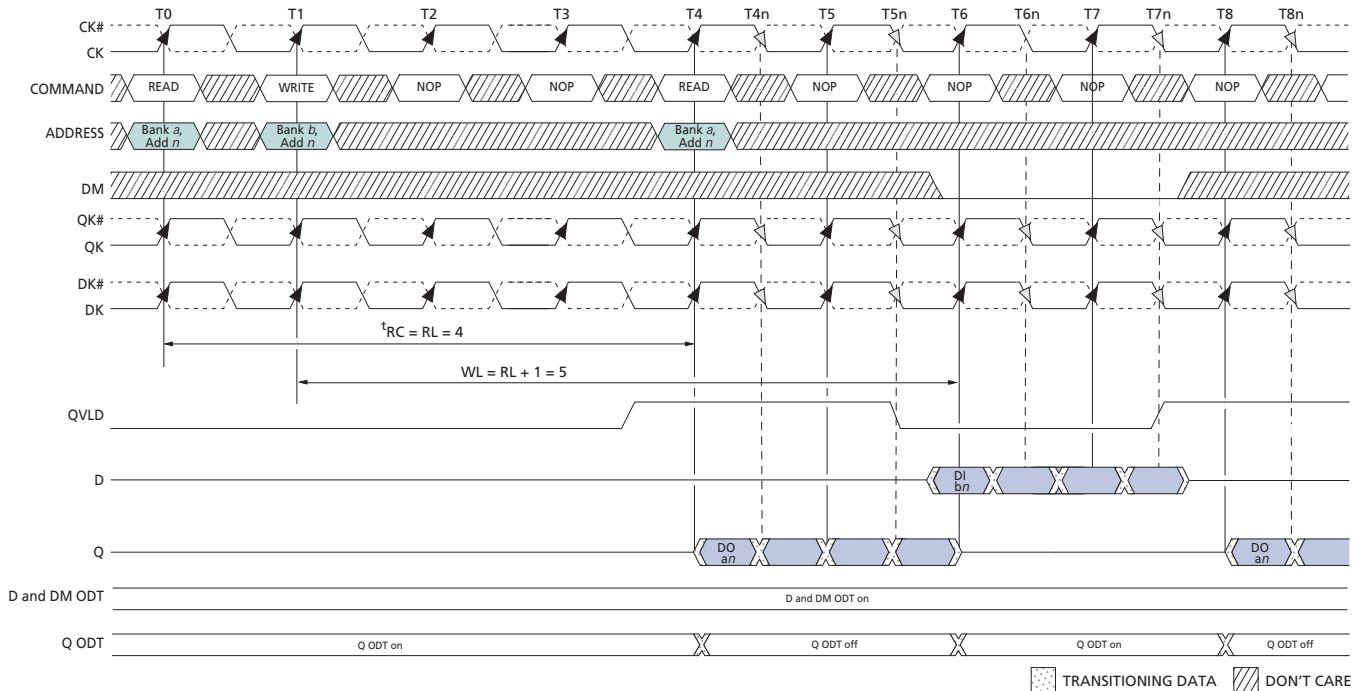 T0 T1 T2 T3 T4 T4n T5 T5n T6 T6n T7 T7n T8 T8n
CK#
CK
COMMAND READ WRITE NOP NOP READ NOP NOP NOP NOP
ADDRESS Bank a, Add n Bank b, Add n Bank a, Add n
DM
QK#
QK
DK#
DK
tRC = RL = 4
WL = RL + 1 = 5
QVLD
D DI bn
Q DO an DO an
D and DM ODT D and DM ODT on
Q ODT Q ODT on Q ODT off Q ODT on Q ODT off
TRANSITIONING DATA DON'T CARE